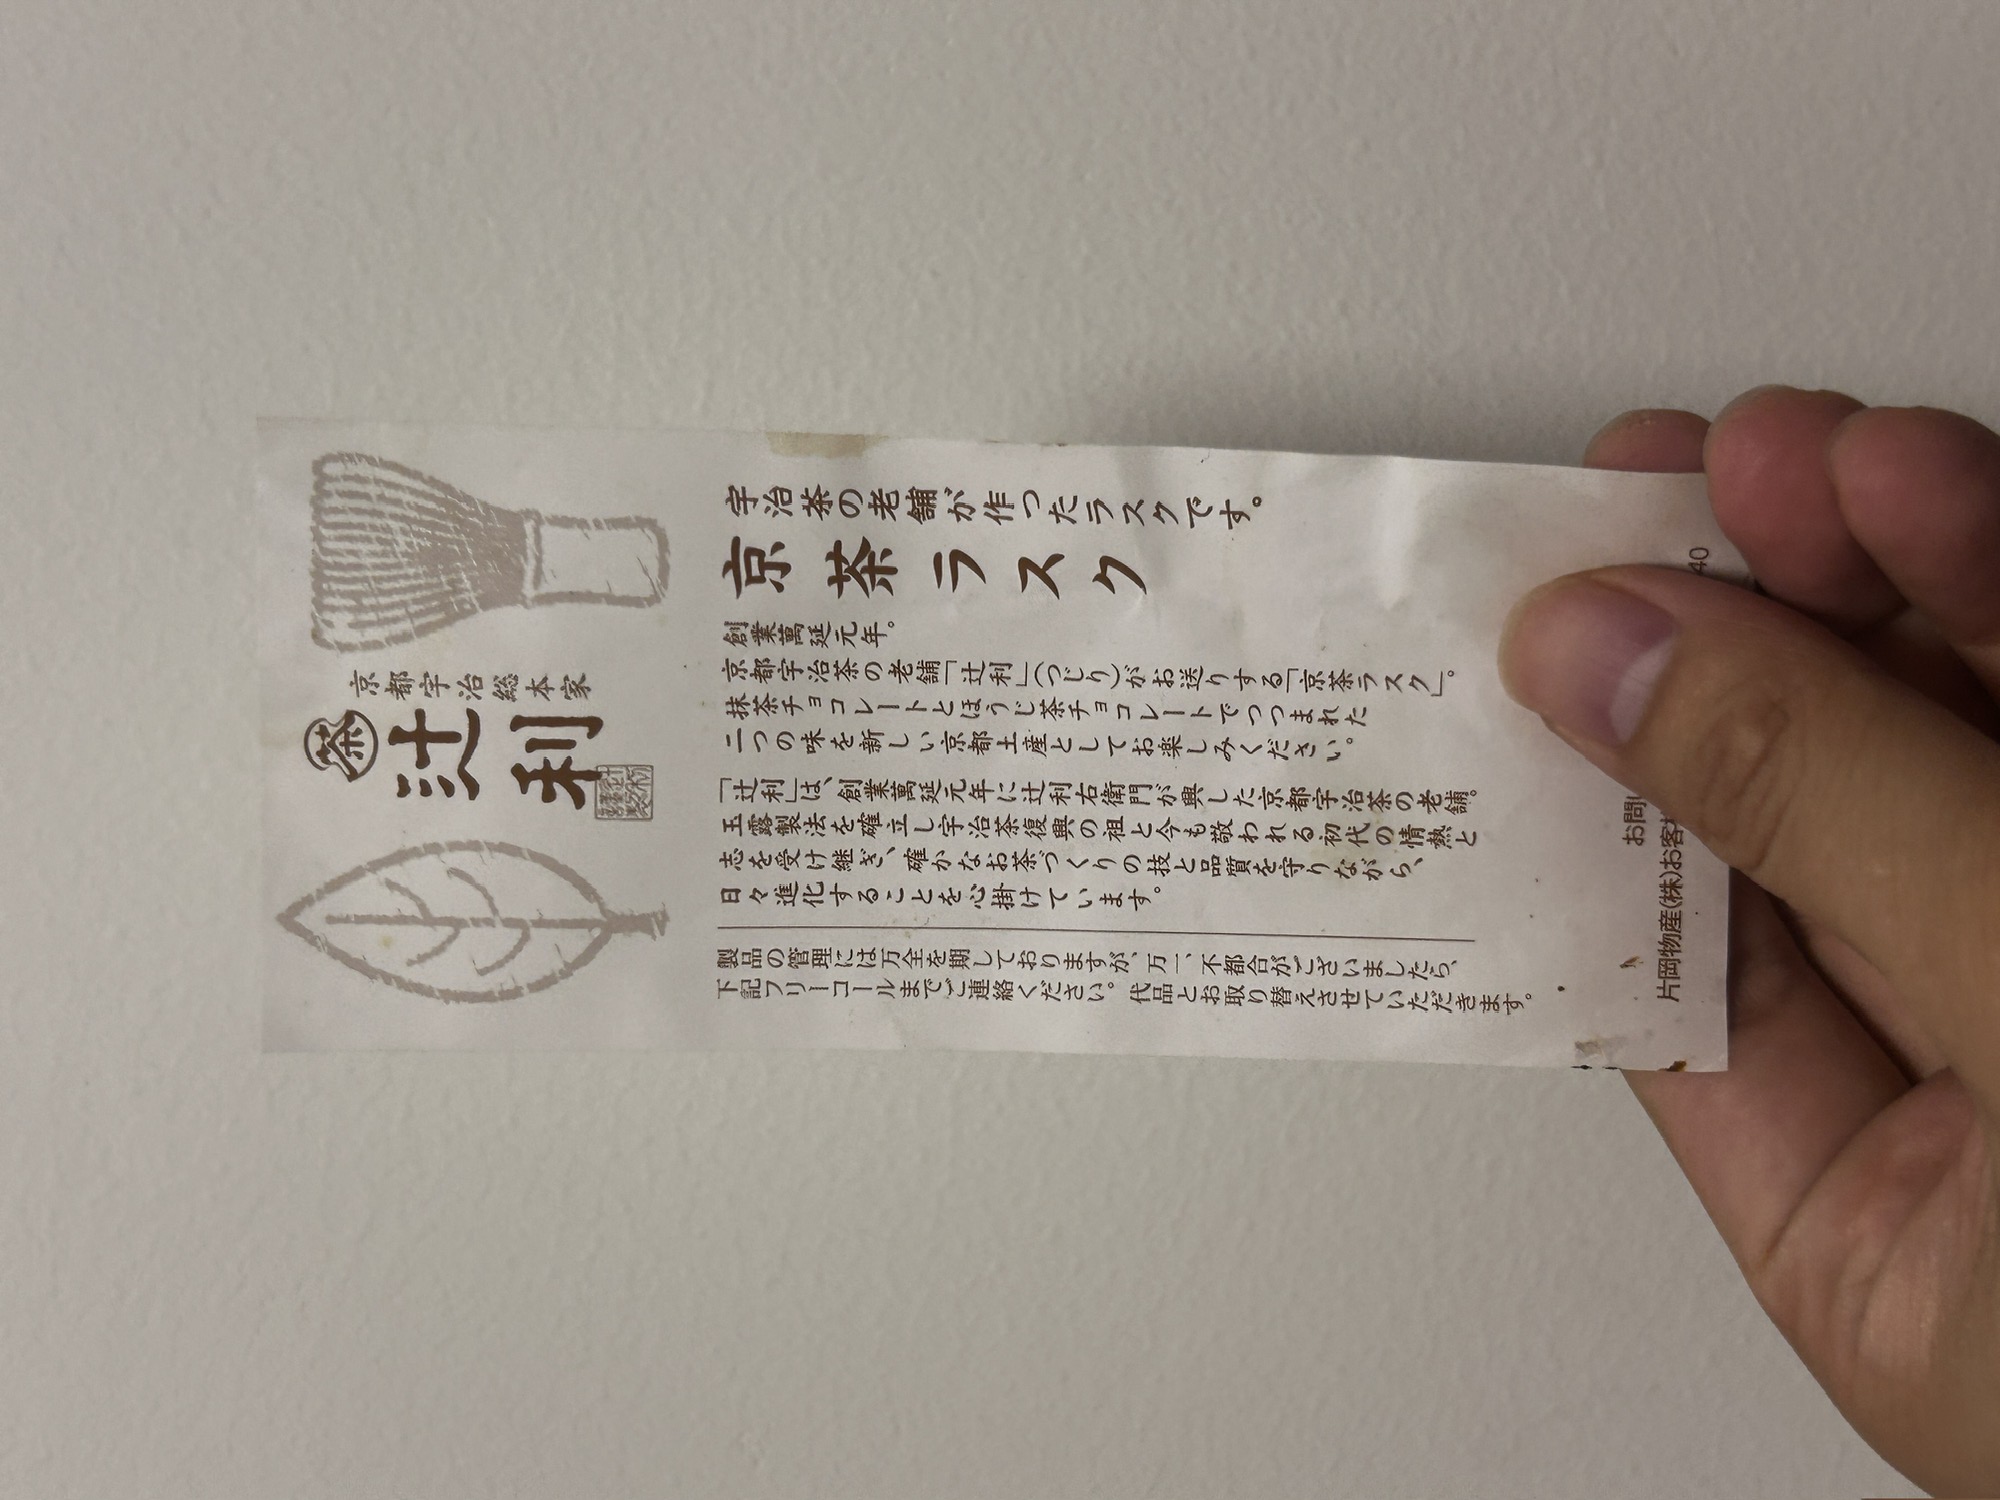 京都宇治総本家
茶
辻利
宇治茶の老舗が作ったラスクです。
京茶ラスク
創業萬延元年。
京都宇治茶の老舗「辻利」(つじり)がお送りする「京茶ラスク」。
抹茶チョコレートとほうじ茶チョコレートでつつまれた
二つの味を新しい京都土産としてお楽しみください。
「辻利」は、創業萬延元年に辻利右衛門が興した京都宇治茶の老舗。
玉露製法を確立し宇治茶復興の祖と今も敬われる初代の情熱と
志を受け継ぎ、確かなお茶づくりの技と品質を守りながら、
日々進化することを心掛けています。
製品の管理には万全を期しておりますが、万一、不都合がございましたら、
下記フリーコールまでご連絡ください。代品とお取り替えさせていただきます。
お問
片岡物産(株)お客
40